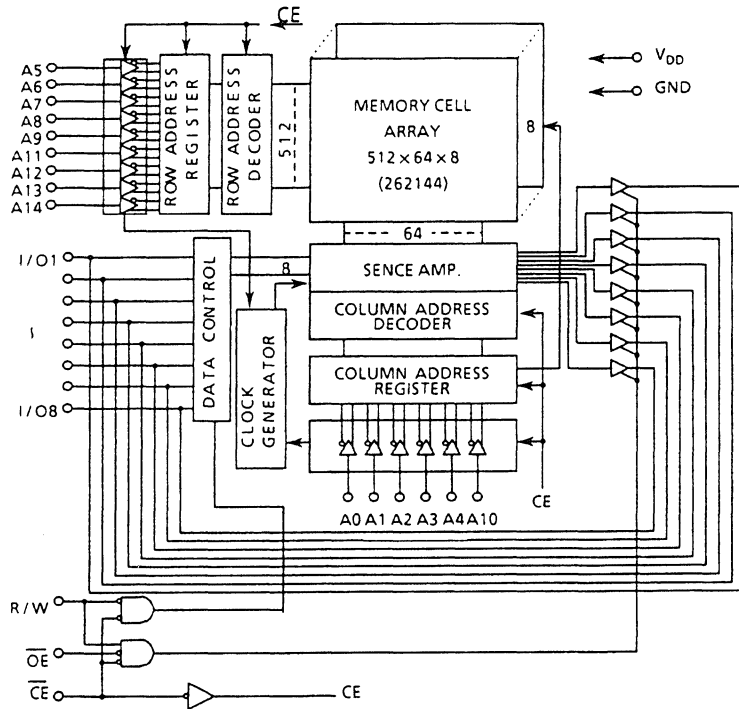 CE
V_DD
GND
A5
A6
A7
A8
A9
A11
A12
A13
A14
ROW ADDRESS REGISTER
ROW ADDRESS DECODER
512
MEMORY CELL
ARRAY
512×64×8
(262144)
8
64
I/O1
I/O8
DATA CONTROL
8
SENCE AMP.
COLUMN ADDRESS
DECODER
CLOCK GENERATOR
COLUMN ADDRESS
REGISTER
A0 A1 A2 A3 A4 A10
CE
R/W
OE
CE
CE